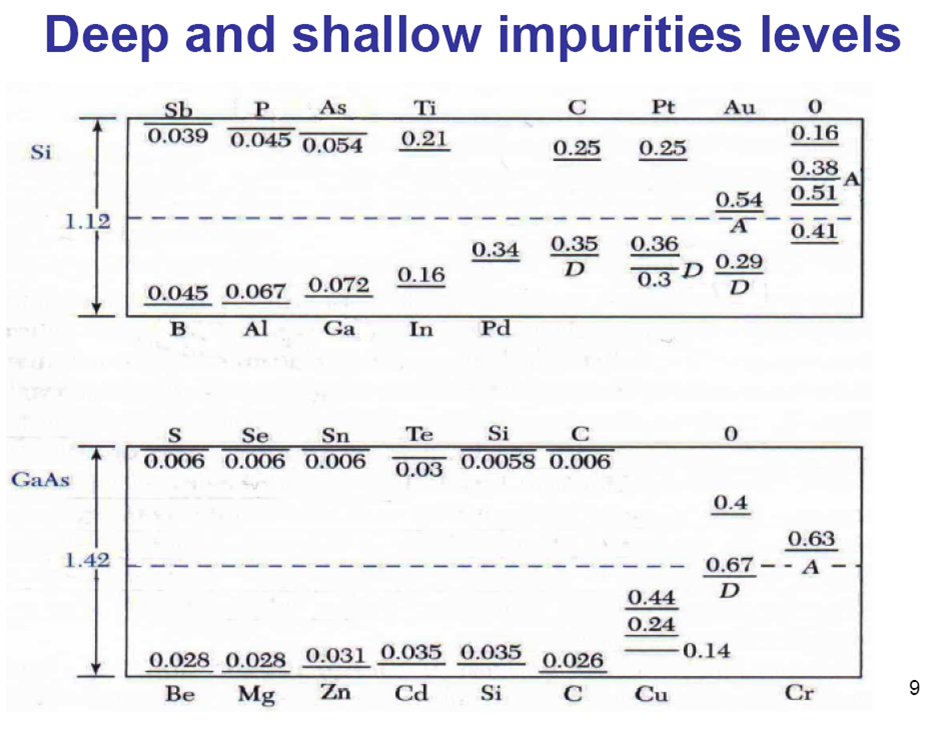 Deep and shallow impurities levels
Sb P As Ti C Pt Au 0
0.039 0.045 0.054 0.21 0.25 0.25 0.16
Si
0.38 A
0.54 0.51
1.12
A
0.34 0.35 0.36 0.41
D D 0.29
0.16 0.3 D
0.045 0.067 0.072
B Al Ga In Pd
S Se Sn Te Si C 0
0.006 0.006 0.006 0.03 0.0058 0.006
GaAs
0.4
0.63
1.42 0.67 A
D
0.44
0.24
0.028 0.028 0.031 0.035 0.035 0.026 0.14
Be Mg Zn Cd Si C Cu Cr
9